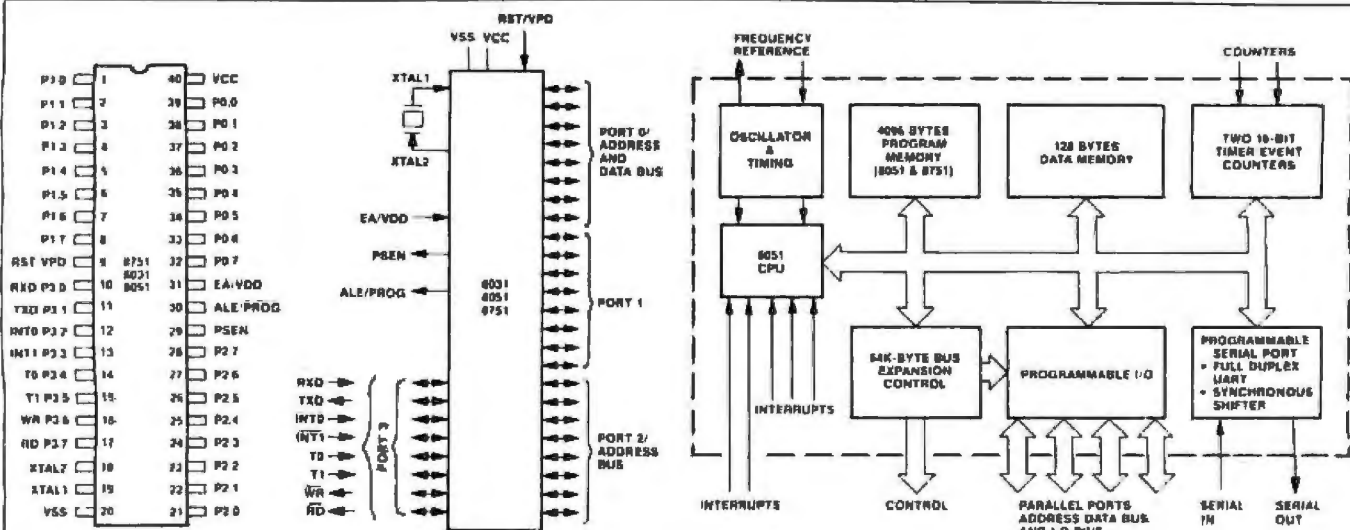 P1.0 1 40 VCC
P1.1 2 39 P0.0
P1.2 3 38 P0.1
P1.3 4 37 P0.2
P1.4 5 36 P0.3
P1.5 6 35 P0.4
P1.6 7 34 P0.5
P1.7 8 33 P0.6
RST VPD 9 32 P0.7
RXD P3.0 10 31 EA/VDD
TXD P3.1 11 30 ALE/PROG
INT0 P3.2 12 29 PSEN
INT1 P3.3 13 28 P2.7
T0 P3.4 14 27 P2.6
T1 P3.5 15 26 P2.5
WR P3.6 16 25 P2.4
RD P3.7 17 24 P2.3
XTAL2 18 23 P2.2
XTAL1 19 22 P2.1
VSS 20 21 P2.0
8751
8031
8051
RST/VPD
VSS VCC
XTAL1
XTAL2
EA/VDD
PSEN
ALE/PROG
8031
8051
8751
RXD
TXD
INT0
INT1
T0
T1
WR
RD
PORT 3
PORT 0/
ADDRESS
AND
DATA BUS
PORT 1
PORT 2/
ADDRESS
BUS
FREQUENCY
REFERENCE
COUNTERS
OSCILLATOR
&
TIMING
4096 BYTES
PROGRAM
MEMORY
(8051 & 8751)
128 BYTES
DATA MEMORY
TWO 16-BIT
TIMER EVENT
COUNTERS
8051
CPU
64K-BYTE BUS
EXPANSION
CONTROL
PROGRAMMABLE I/O
PROGRAMMABLE
SERIAL PORT
• FULL DUPLEX
UART
• SYNCHRONOUS
SHIFTER
INTERRUPTS
INTERRUPTS
CONTROL
PARALLEL PORTS
ADDRESS DATA BUS
AND I/O PINS
SERIAL
IN
SERIAL
OUT